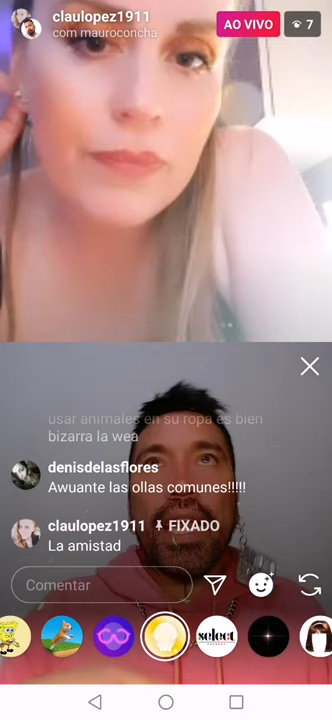 claulopez1911
com mauroconcha
AO VIVO
7
usar animales en su ropa es bien
bizarra la wea
denisdelasflores
Awuante las ollas comunes!!!!!
claulopez1911 FIXADO
La amistad
Comentar
select